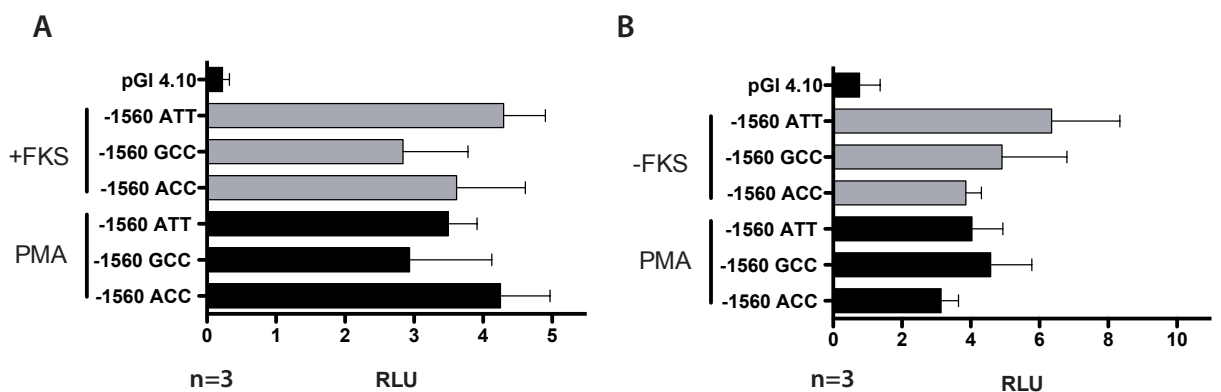 A
pGl 4.10
-1560 ATT
-1560 GCC
-1560 ACC
-1560 ATT
-1560 GCC
-1560 ACC
+FKS
PMA
0 1 2 3 4 5
n=3 RLU
B
pGl 4.10
-1560 ATT
-1560 GCC
-1560 ACC
-1560 ATT
-1560 GCC
-1560 ACC
-FKS
PMA
0 2 4 6 8 10
n=3 RLU